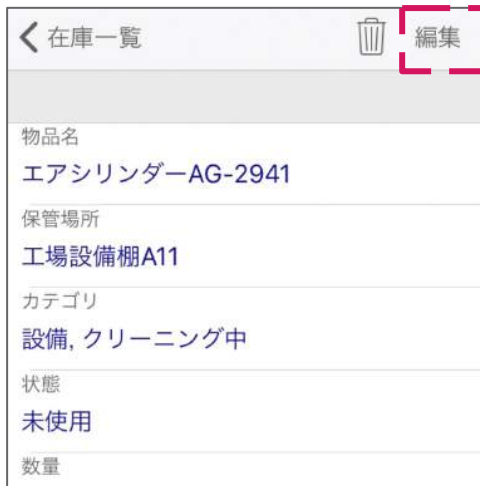 在庫一覧 編集
物品名
エアシリンダーAG-2941
保管場所
工場設備棚A11
カテゴリ
設備, クリーニング中
状態
未使用
数量